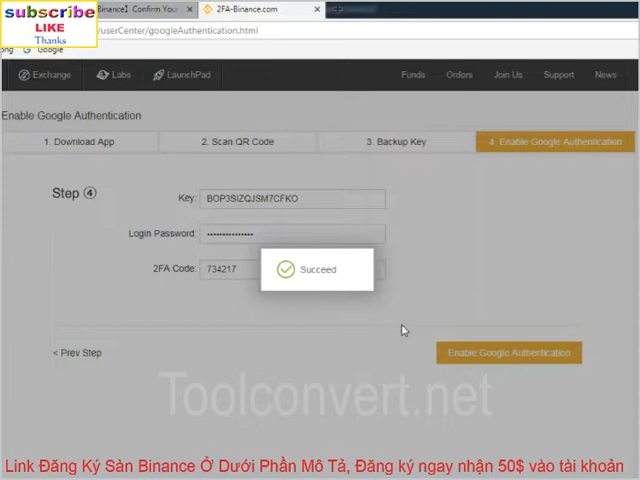 subscribe
LIKE
Thanks
Binance】Confirm Your
2FA-Binance.com
/userCenter/googleAuthentication.html
Google
Exchange
Labs
LaunchPad
Funds
Orders
Join Us
Support
News
Enable Google Authentication
1. Download App
2. Scan QR Code
3. Backup Key
4. Enable Google Authentication
Step ④
Key:
BOP3SIZQJSM7CFKO
Login Password:
•••••••••••••••
2FA Code:
734217
Succeed
< Prev Step
Enable Google Authentication
Toolconvert.net
Link Đăng Ký Sàn Binance Ở Dưới Phần Mô Tả, Đăng ký ngay nhận 50$ vào tài khoản